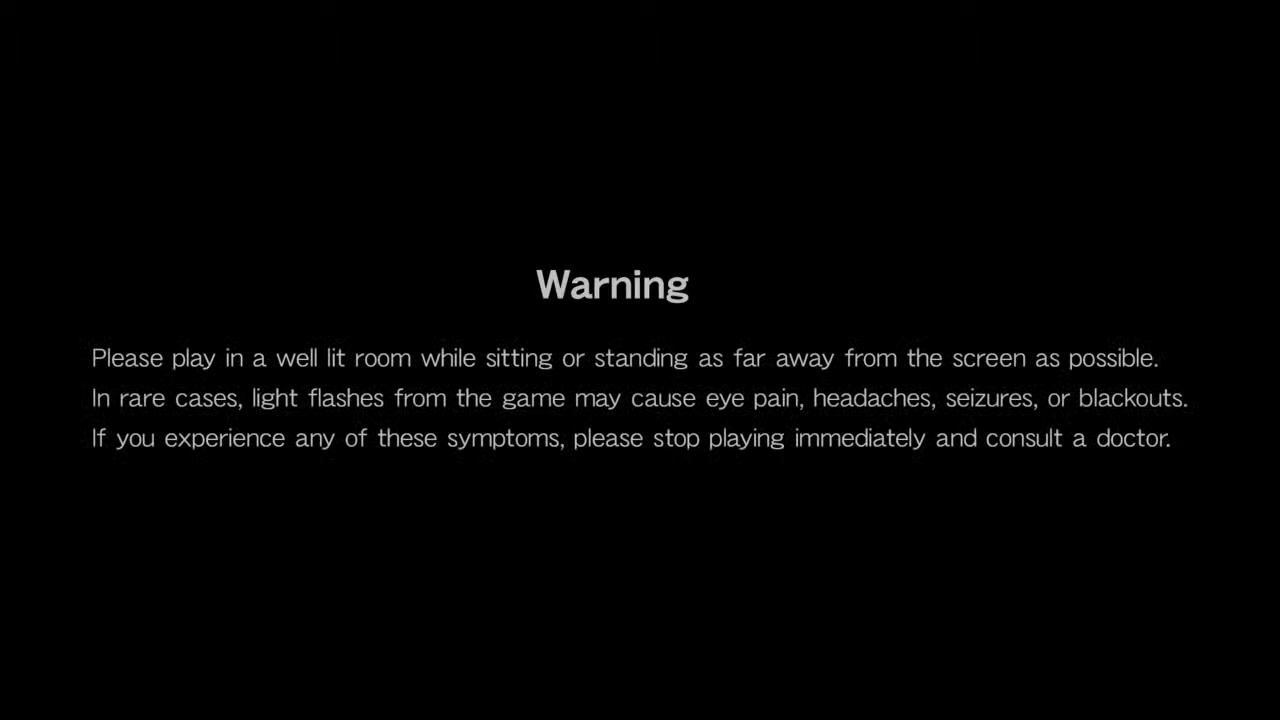 Warning
Please play in a well lit room while sitting or standing as far away from the screen as possible.
In rare cases, light flashes from the game may cause eye pain, headaches, seizures, or blackouts.
If you experience any of these symptoms, please stop playing immediately and consult a doctor.